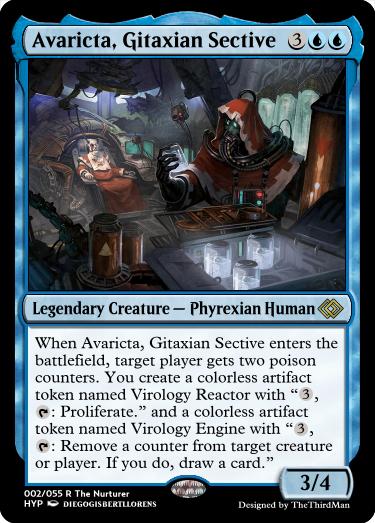 Avaricta, Gitaxian Sective 3
Legendary Creature — Phyrexian Human
When Avaricta, Gitaxian Sective enters the
battlefield, target player gets two poison
counters. You create a colorless artifact
token named Virology Reactor with “3,
: Proliferate.” and a colorless artifact
token named Virology Engine with “3,
: Remove a counter from target creature
or player. If you do, draw a card.”
3/4
002/055 R The Nurturer
HYP DIEGOGISBERTLLORENS
Designed by TheThirdMan